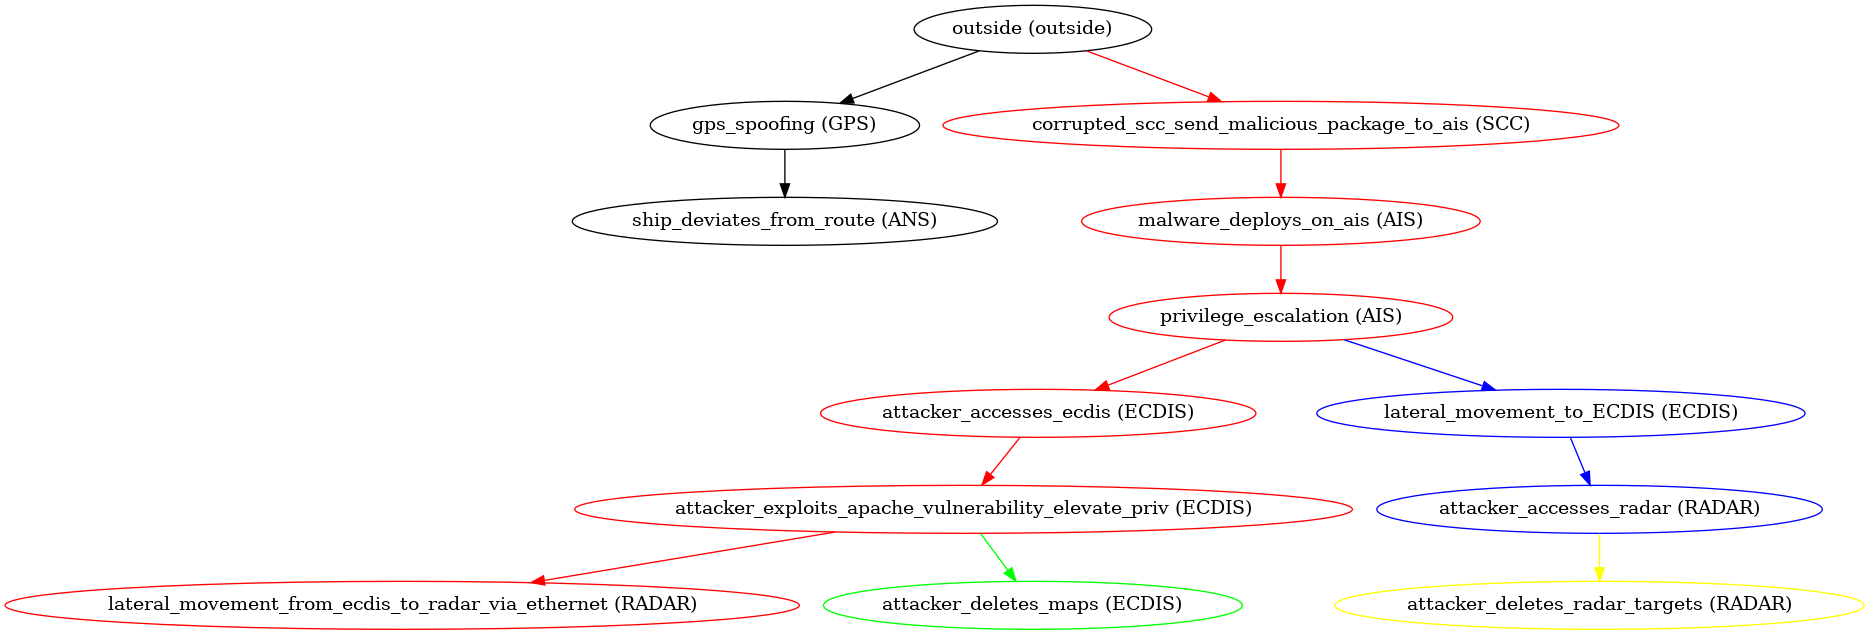 outside (outside)
gps_spoofing (GPS)
corrupted_scc_send_malicious_package_to_ais (SCC)
ship_deviates_from_route (ANS)
malware_deploys_on_ais (AIS)
privilege_escalation (AIS)
attacker_accesses_ecdis (ECDIS)
lateral_movement_to_ECDIS (ECDIS)
attacker_exploits_apache_vulnerability_elevate_priv (ECDIS)
attacker_accesses_radar (RADAR)
lateral_movement_from_ecdis_to_radar_via_ethernet (RADAR)
attacker_deletes_maps (ECDIS)
attacker_deletes_radar_targets (RADAR)